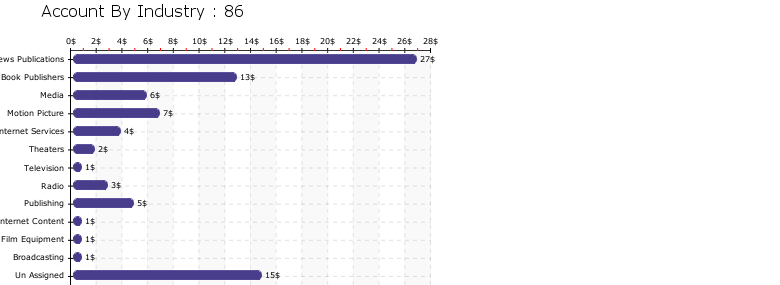 Account By Industry : 86
0$ 2$ 4$ 6$ 8$ 10$ 12$ 14$ 16$ 18$ 20$ 22$ 24$ 26$ 28$
ews Publications 27$
Book Publishers 13$
Media 6$
Motion Picture 7$
nternet Services 4$
Theaters 2$
Television 1$
Radio 3$
Publishing 5$
nternet Content 1$
Film Equipment 1$
Broadcasting 1$
Un Assigned 15$